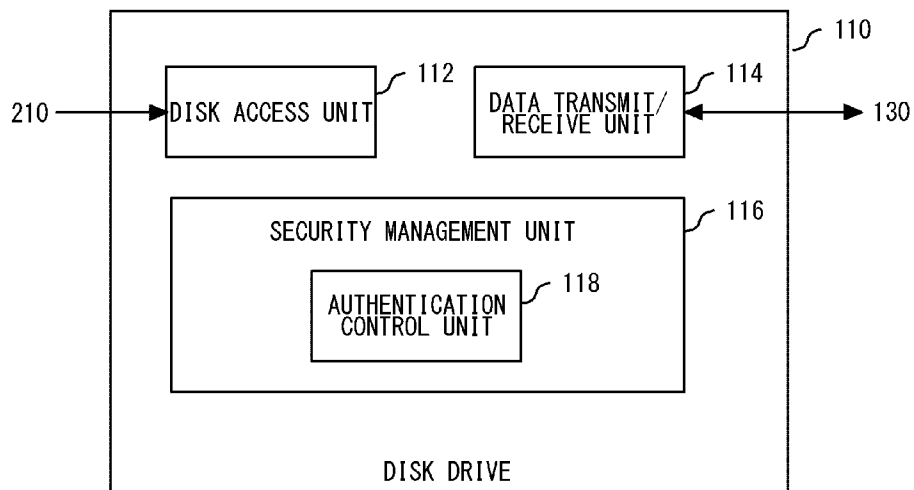 110
112
114
210
DISK ACCESS UNIT
DATA TRANSMIT/
RECEIVE UNIT
130
116
SECURITY MANAGEMENT UNIT
118
AUTHENTICATION
CONTROL UNIT
DISK DRIVE